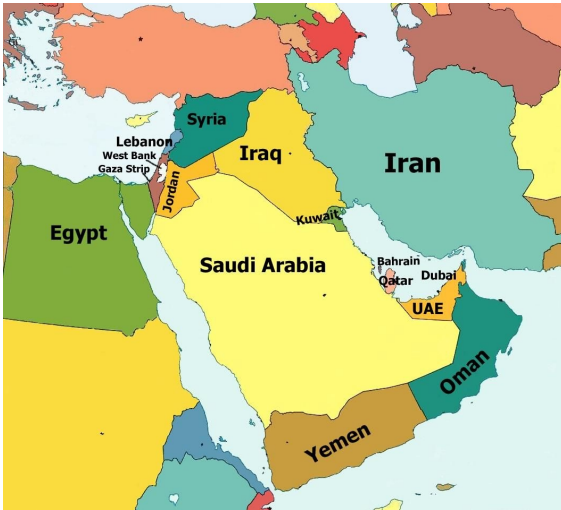 Syria
Lebanon
West Bank
Gaza Strip
Jordan
Iraq
Iran
Egypt
Kuwait
Saudi Arabia
Bahrain
Qatar
Dubai
UAE
Oman
Yemen